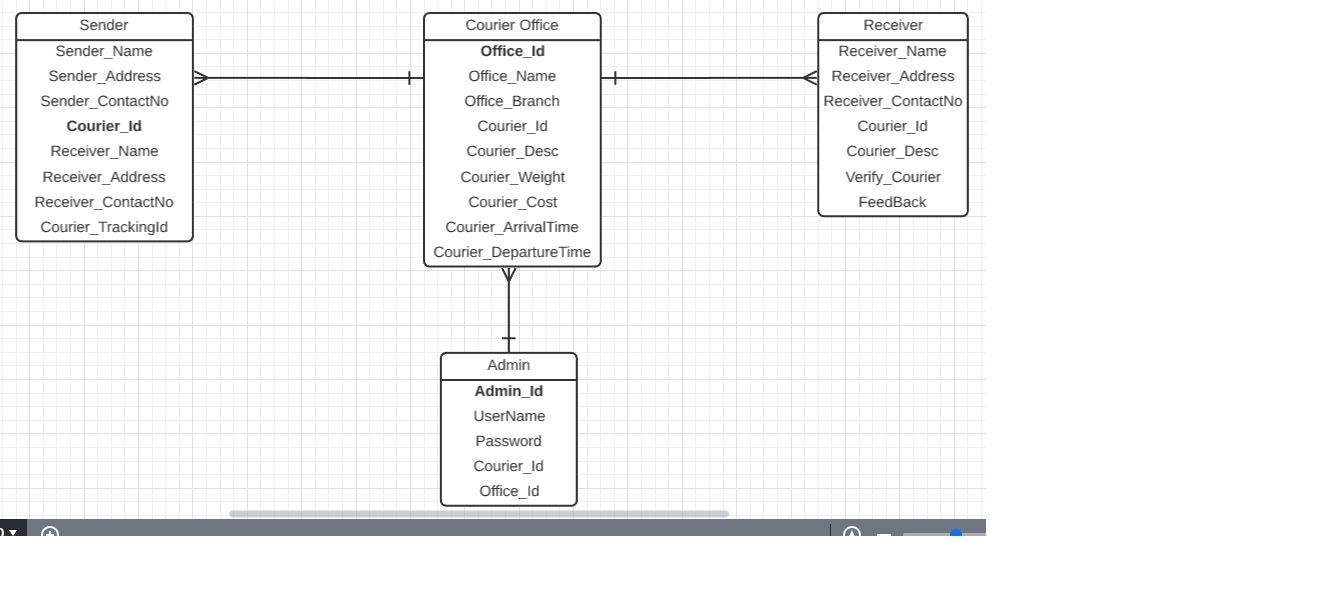 Sender
Sender_Name
Sender_Address
Sender_ContactNo
Courier_Id
Receiver_Name
Receiver_Address
Receiver_ContactNo
Courier_TrackingId
Courier Office
Office_Id
Office_Name
Office_Branch
Courier_Id
Courier_Desc
Courier_Weight
Courier_Cost
Courier_ArrivalTime
Courier_DepartureTime
Receiver
Receiver_Name
Receiver_Address
Receiver_ContactNo
Courier_Id
Courier_Desc
Verify_Courier
FeedBack
Admin
Admin_Id
UserName
Password
Courier_Id
Office_Id